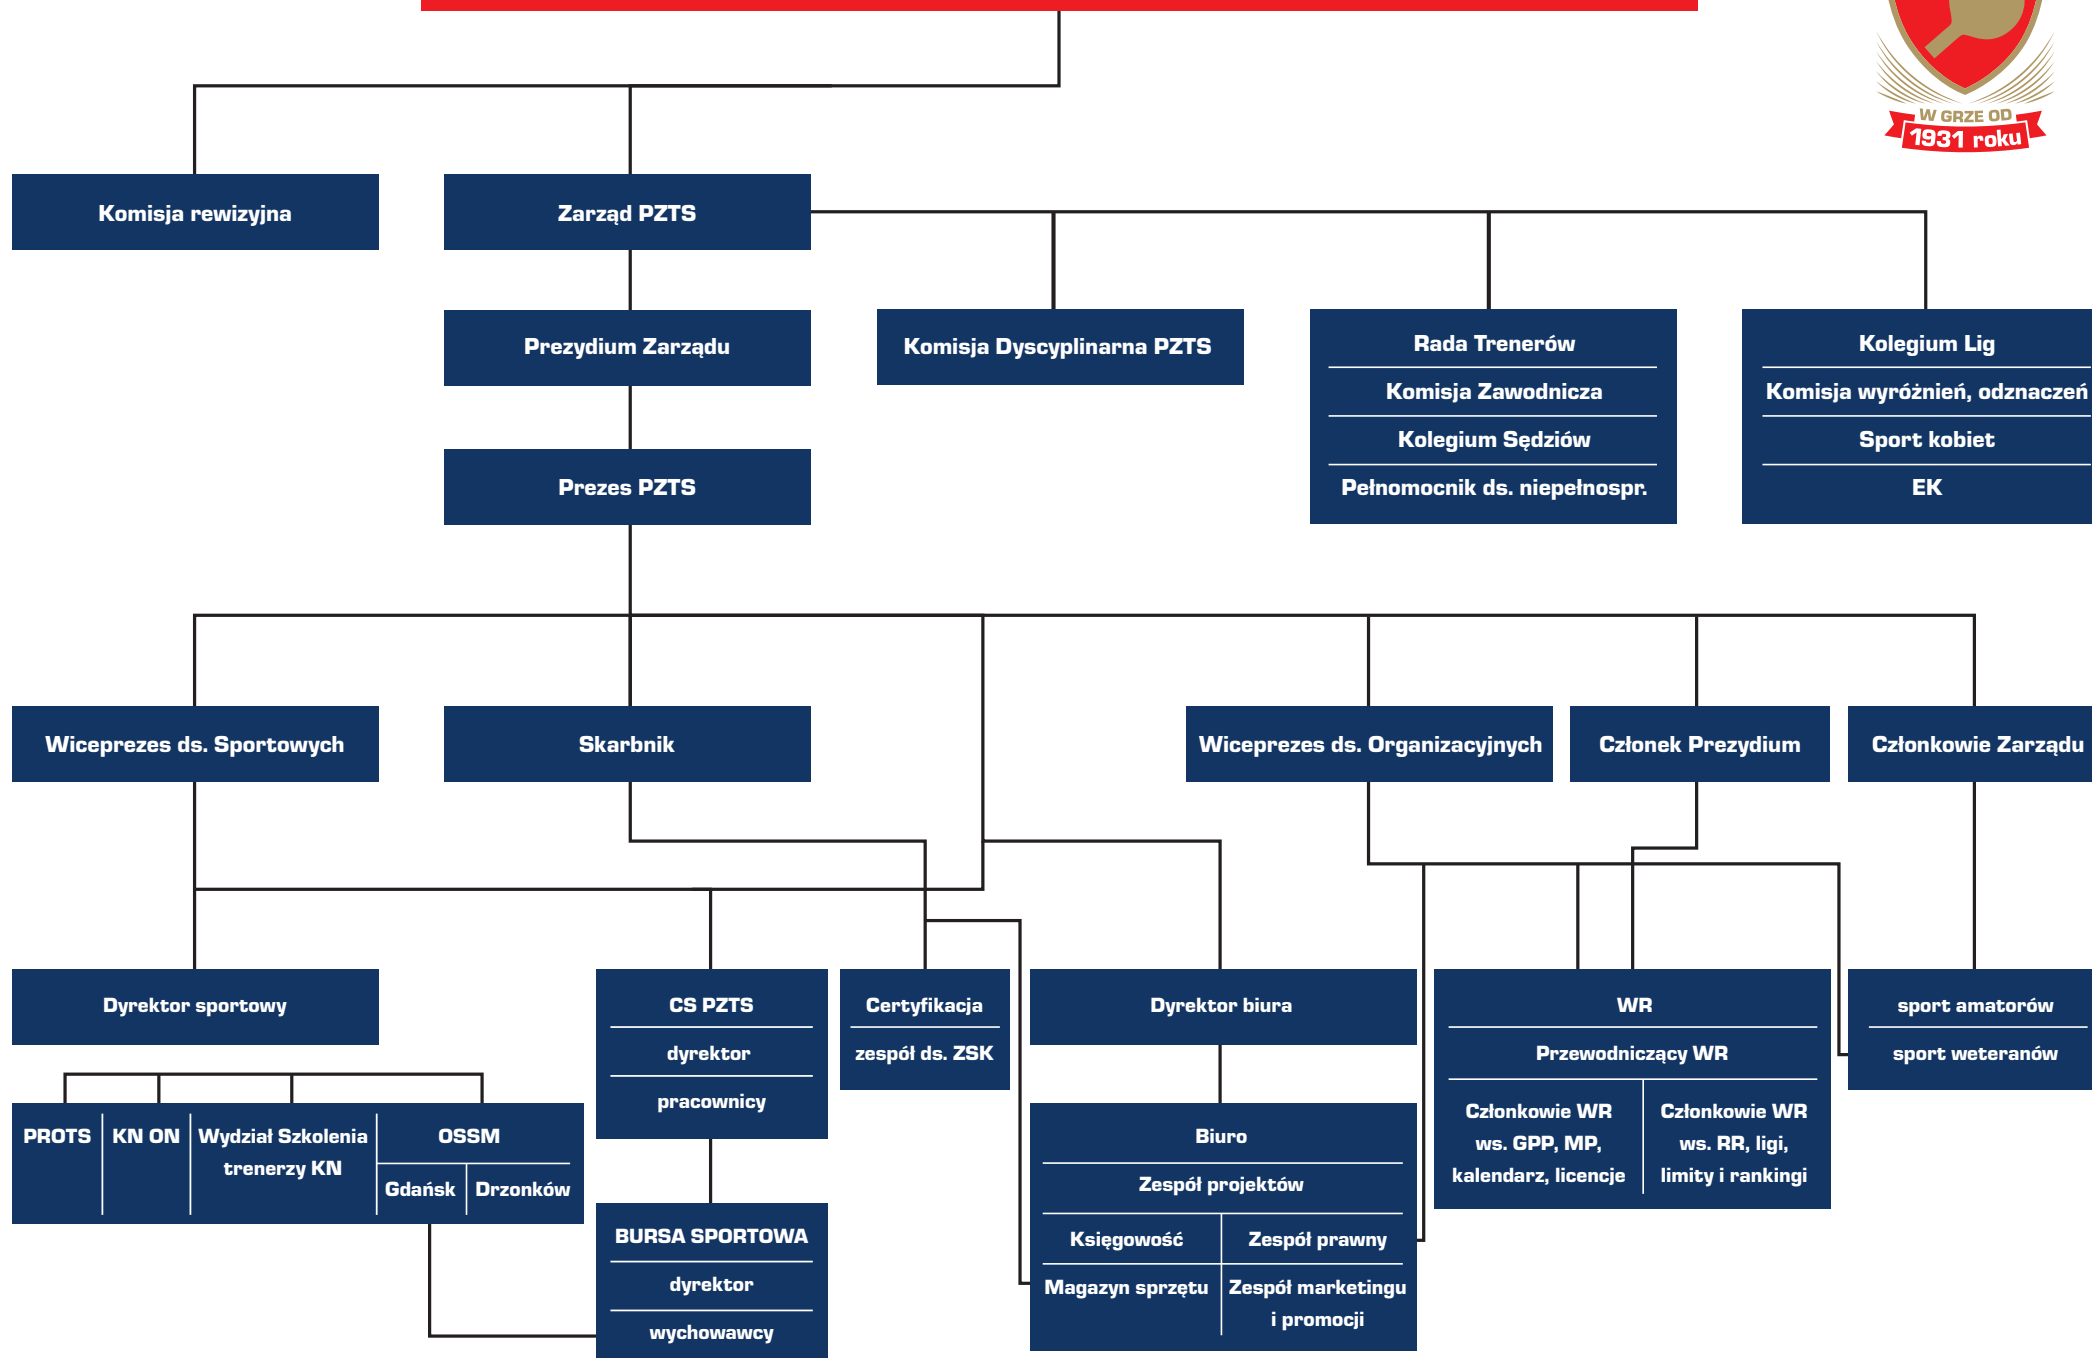 W GRZE OD
1931 roku
Komisja rewizyjna
Zarząd PZTS
Prezydium Zarządu
Komisja Dyscyplinarna PZTS
Rada Trenerów
Komisja Zawodnicza
Kolegium Sędziów
Pełnomocnik ds. niepełnospr.
Kolegium Lig
Komisja wyróżnień, odznaczeń
Sport kobiet
EK
Prezes PZTS
Wiceprezes ds. Sportowych
Skarbnik
Wiceprezes ds. Organizacyjnych
Członek Prezydium
Członkowie Zarządu
Dyrektor sportowy
CS PZTS
dyrektor
pracownicy
Certyfikacja
zespół ds. ZSK
Dyrektor biura
WR
Przewodniczący WR
Członkowie WR
ws. GPP, MP,
kalendarz, licencje
Członkowie WR
ws. RR, ligi,
limity i rankingi
sport amatorów
sport weteranów
PROTS
KN ON
Wydział Szkolenia
trenerzy KN
OSSM
Gdańsk
Drzonków
BURSA SPORTOWA
dyrektor
wychowawcy
Biuro
Zespół projektów
Księgowość
Zespół prawny
Magazyn sprzętu
Zespół marketingu
i promocji